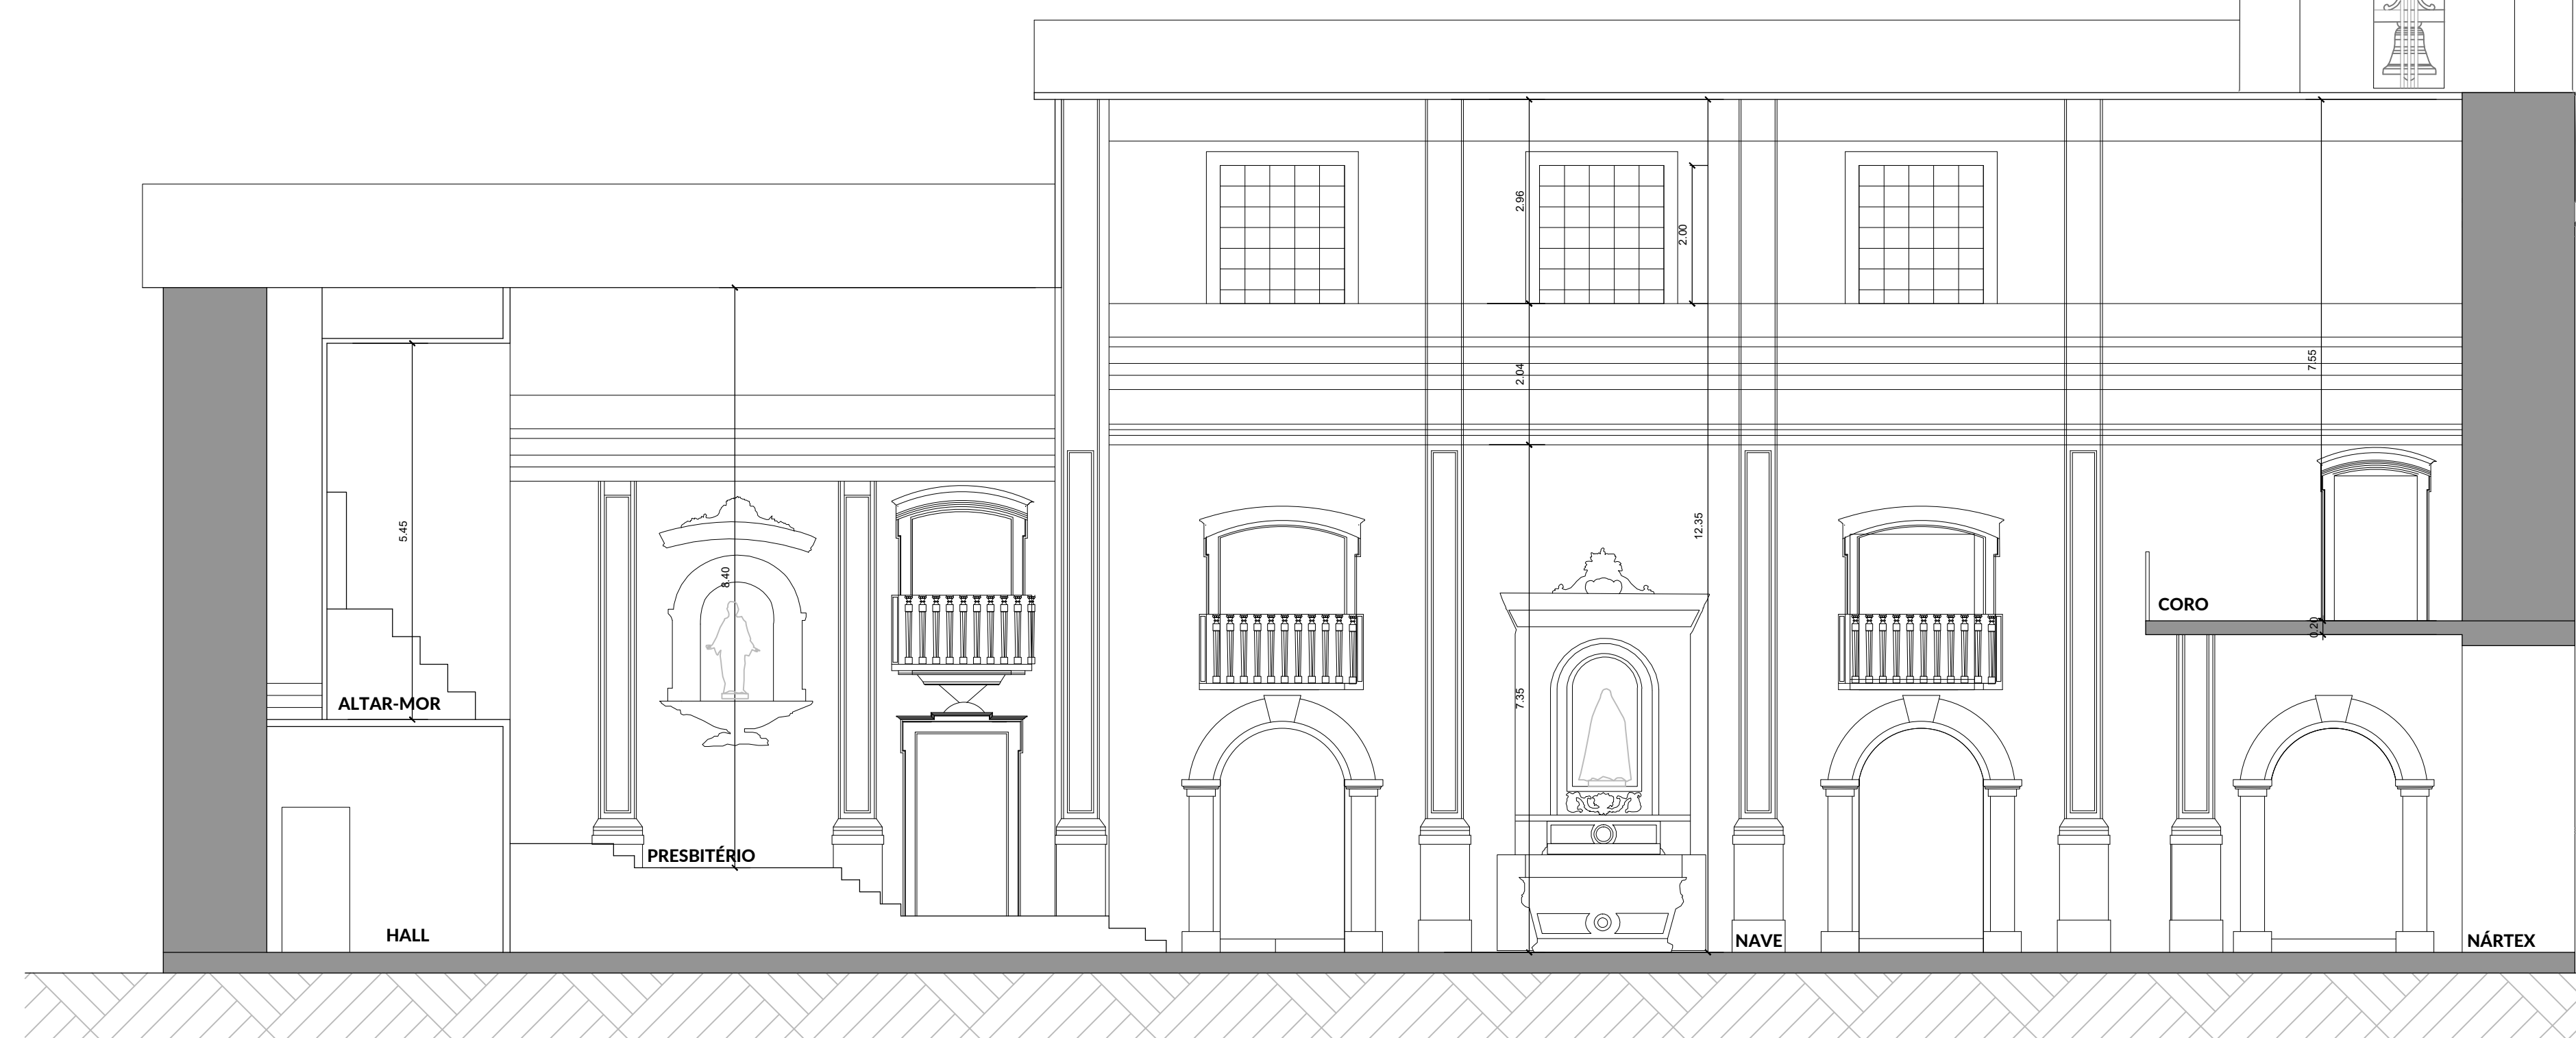 2.96
2.00
2.04
7.55
5.45
12.35
8.40
CORO
0.20
7.35
ALTAR-MOR
PRESBITÉRIO
HALL
NAVE
NÁRTEX